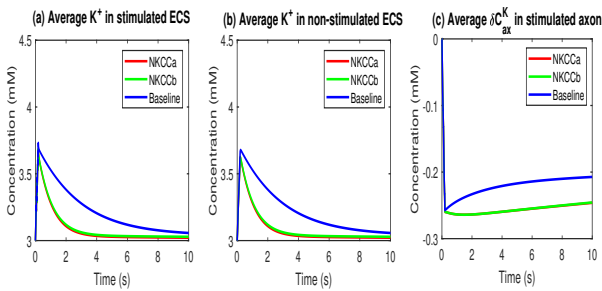 (a) Average K+ in stimulated ECS
Concentration (mM)
4.5
4
3.5
3
0 2 4 6 8 10
Time (s)
NKCCa
NKCCb
Baseline
(b) Average K+ in non-stimulated ECS
Concentration (mM)
4.5
4
3.5
3
0 2 4 6 8 10
Time (s)
NKCCa
NKCCb
Baseline
(c) Average δC_ax^K in stimulated axon
Concentration (mM)
0
-0.1
-0.2
-0.3
0 2 4 6 8 10
Time (s)
NKCCa
NKCCb
Baseline